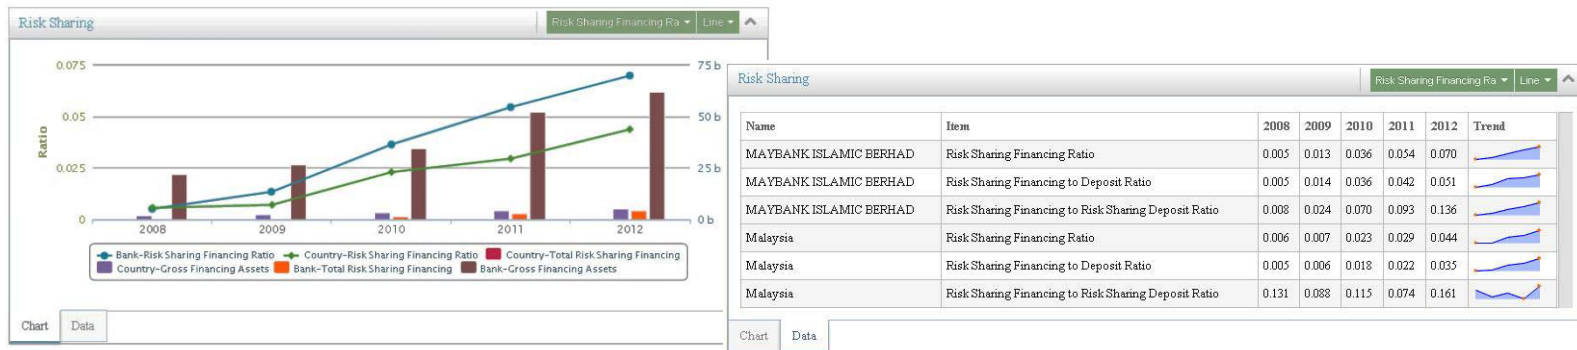 Risk Sharing
Risk Sharing Financing Ra
Line
0.075
0.05
0.025
0
Ratio
75 b
50 b
25 b
0 b
2008 2009 2010 2011 2012
Bank-Risk Sharing Financing Ratio Country-Risk Sharing Financing Ratio Country-Total Risk Sharing Financing
Country-Gross Financing Assets Bank-Total Risk Sharing Financing Bank-Gross Financing Assets
Chart Data
Risk Sharing
Risk Sharing Financing Ra
Line
Name Item 2008 2009 2010 2011 2012 Trend
MAYBANK ISLAMIC BERHAD Risk Sharing Financing Ratio 0.005 0.013 0.036 0.054 0.070
MAYBANK ISLAMIC BERHAD Risk Sharing Financing to Deposit Ratio 0.005 0.014 0.036 0.042 0.051
MAYBANK ISLAMIC BERHAD Risk Sharing Financing to Risk Sharing Deposit Ratio 0.008 0.024 0.070 0.093 0.136
Malaysia Risk Sharing Financing Ratio 0.006 0.007 0.023 0.029 0.044
Malaysia Risk Sharing Financing to Deposit Ratio 0.005 0.006 0.018 0.022 0.035
Malaysia Risk Sharing Financing to Risk Sharing Deposit Ratio 0.131 0.088 0.115 0.074 0.161
Chart Data